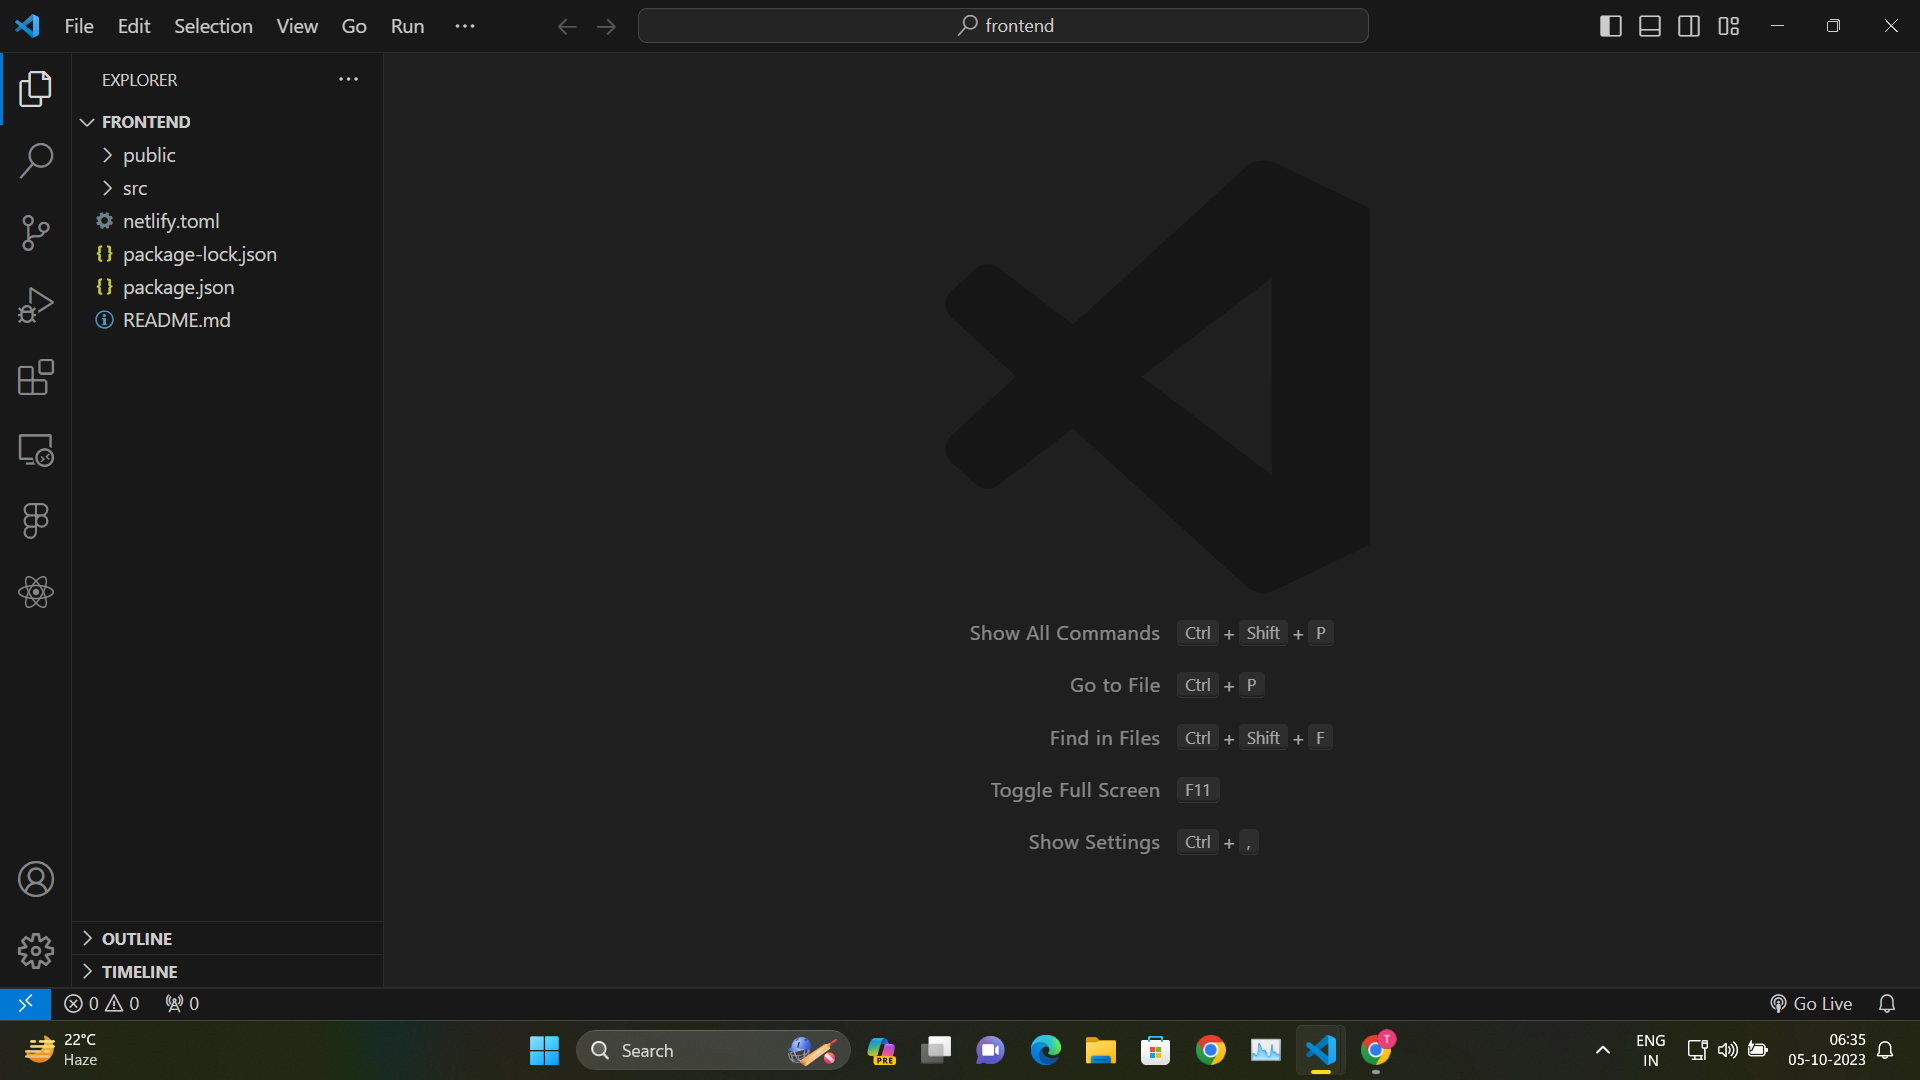 File Edit Selection View Go Run ···
frontend
EXPLORER ···
FRONTEND
public
src
netlify.toml
{} package-lock.json
{} package.json
README.md
Show All Commands Ctrl + Shift + P
Go to File Ctrl + P
Find in Files Ctrl + Shift + F
Toggle Full Screen F11
Show Settings Ctrl + ,
OUTLINE
TIMELINE
0 0 0
Go Live
22°C
Haze
Search
PRE
T
ENG
IN
06:35
05-10-2023